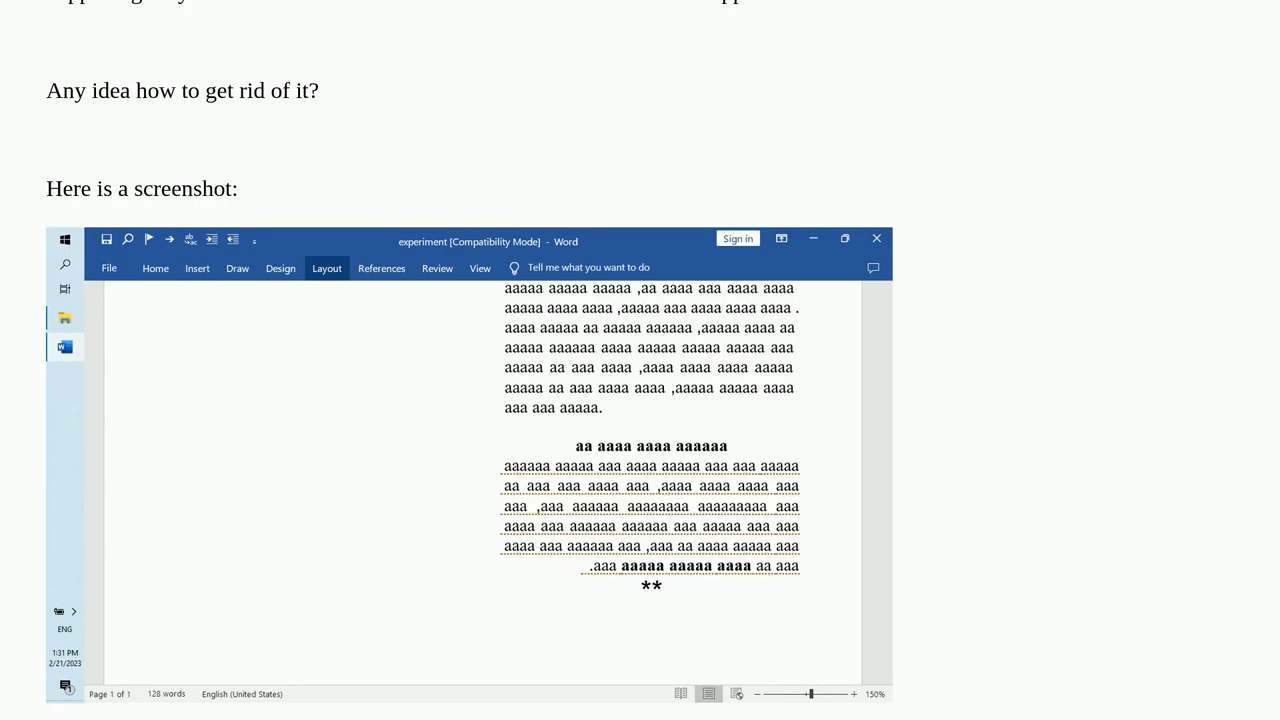 Any idea how to get rid of it?
Here is a screenshot:
experiment [Compatibility Mode] - Word
Sign in
File Home Insert Draw Design Layout References Review View Tell me what you want to do
aaaaa aaaaa aaaaa ,aa aaaa aaa aaaa aaaa
aaaaa aaaa aaaa ,aaaaa aaa aaaa aaaa aaaa .
aaaa aaaaa aa aaaaa aaaaaa ,aaaaa aaaa aa
aaaaa aaaaaa aaaa aaaaa aaaaa aaaaa aaa
aaaaa aaa aa aaaa ,aaaa aaaa aaaa aaaaa
aaaaa aa aaa aaaa aaaa ,aaaaa aaaaa aaaa
aaa aaa aaaaa.
aa aaaa aaaa aaaaaa
aaaaaa aaaaa aaa aaaa aaaaa aaa aaa aaaaa
aa aaa aaa aaaa aaa ,aaaa aaaa aaaa aaa
aaa ,aaa aaaaaa aaaaaaaa aaaaaaaaa aaa
aaaa aaa aaaaaa aaaaaa aaa aaaaa aaa aaa
aaaa aaa aaaaaa aaa ,aaa aa aaaa aaaaa aaa
.aaa aaaaa aaaaa aaaa aa aaa
**
ENG
1:31 PM
2/21/2023
Page 1 of 1 128 words English (United States) 150%